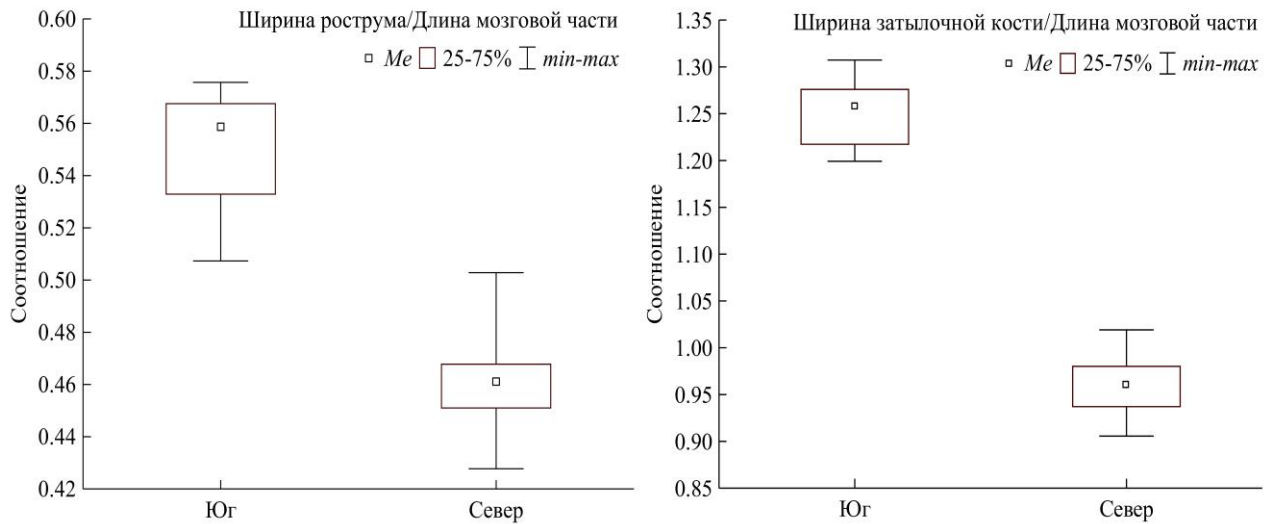 Ширина рострума/Длина мозговой части
Me 25-75% min-max
0.60
0.58
0.56
0.54
0.52
0.50
0.48
0.46
0.44
0.42
Соотношение
Юг Север
Ширина затылочной кости/Длина мозговой части
Me 25-75% min-max
1.35
1.30
1.25
1.20
1.15
1.10
1.05
1.00
0.95
0.90
0.85
Соотношение
Юг Север